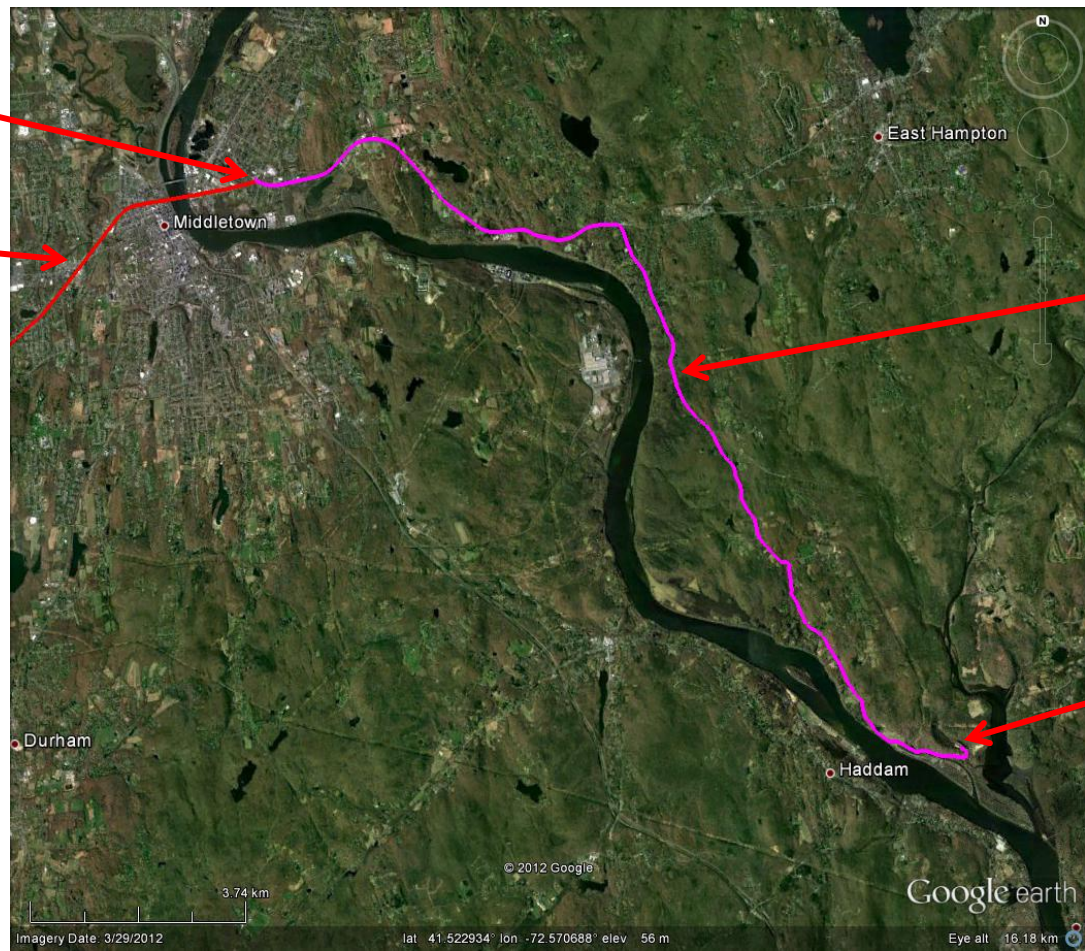 N
East Hampton
Middletown
Durham
Haddam
© 2012 Google
3.74 km
Google earth
Imagery Date: 3/29/2012 lat 41.522934° lon -72.570688° elev 56 m Eye alt 16.18 km